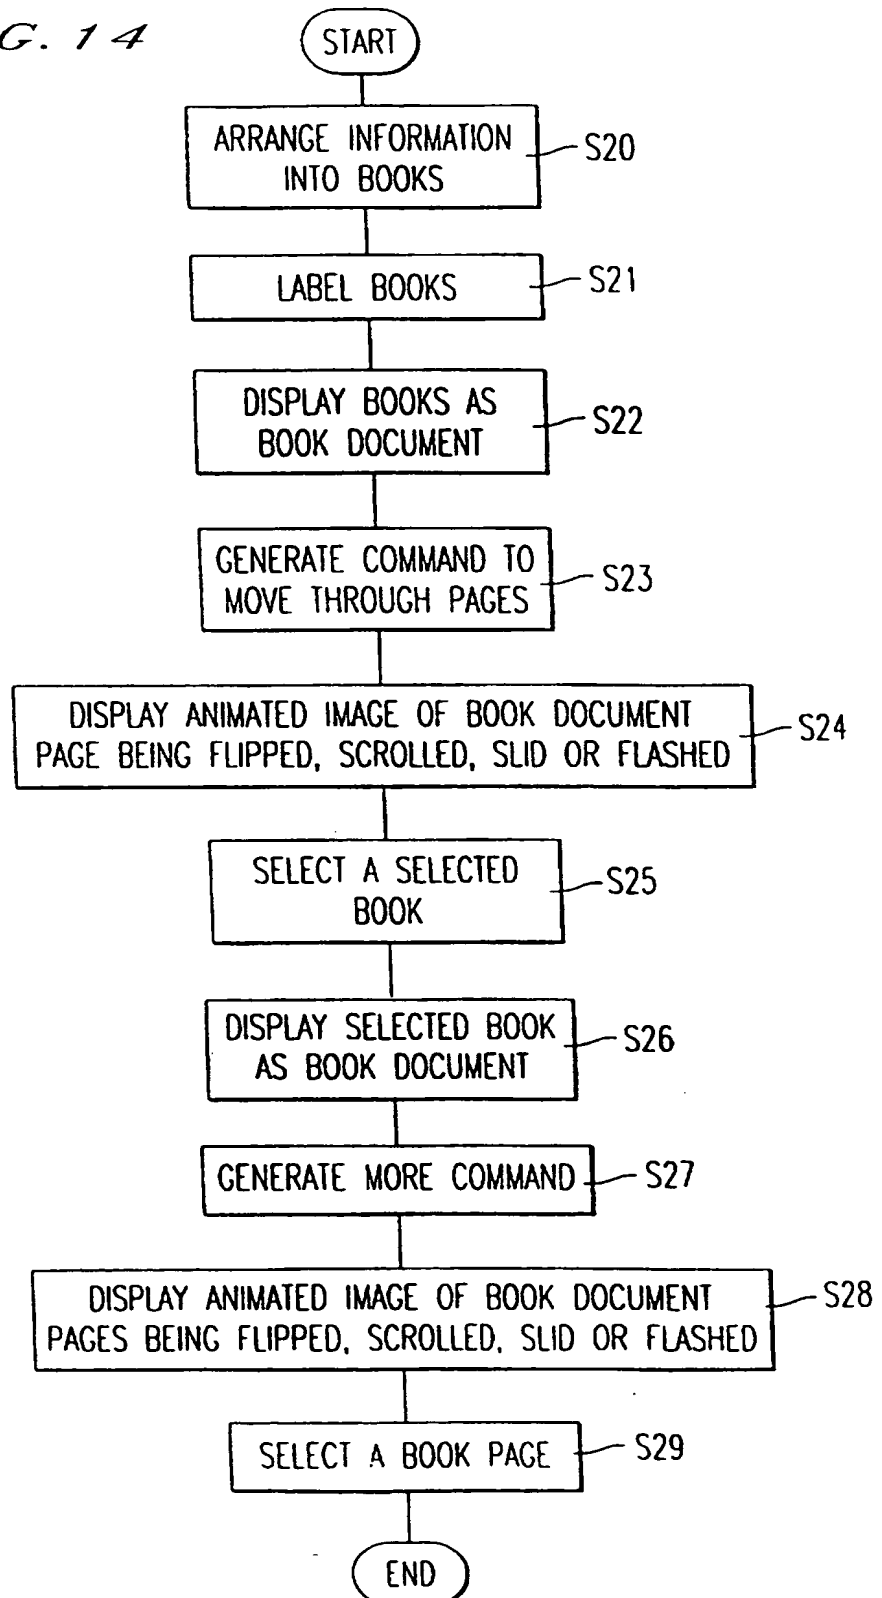 G. 14
START
ARRANGE INFORMATION
INTO BOOKS
S20
LABEL BOOKS
S21
DISPLAY BOOKS AS
BOOK DOCUMENT
S22
GENERATE COMMAND TO
MOVE THROUGH PAGES
S23
DISPLAY ANIMATED IMAGE OF BOOK DOCUMENT
PAGE BEING FLIPPED, SCROLLED, SLID OR FLASHED
S24
SELECT A SELECTED
BOOK
S25
DISPLAY SELECTED BOOK
AS BOOK DOCUMENT
S26
GENERATE MORE COMMAND
S27
DISPLAY ANIMATED IMAGE OF BOOK DOCUMENT
PAGES BEING FLIPPED, SCROLLED, SLID OR FLASHED
S28
SELECT A BOOK PAGE
S29
END